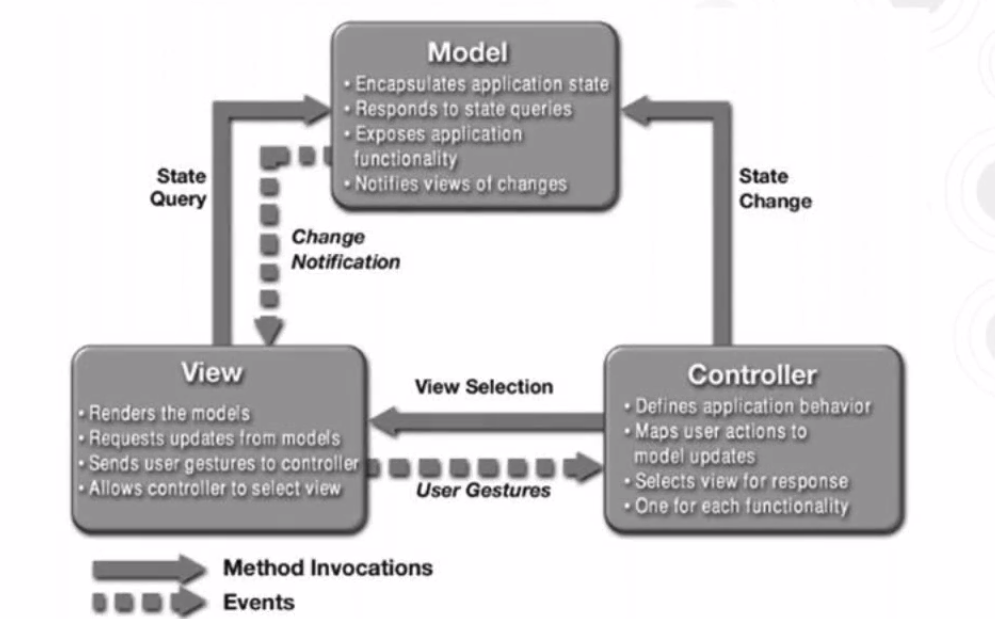 Model
• Encapsulates application state
• Responds to state queries
• Exposes application
functionality
• Notifies views of changes
State
Query
State
Change
Change
Notification
View
• Renders the models
• Requests updates from models
• Sends user gestures to controller
• Allows controller to select view
View Selection
User Gestures
Controller
• Defines application behavior
• Maps user actions to
model updates
• Selects view for response
• One for each functionality
Method Invocations
Events